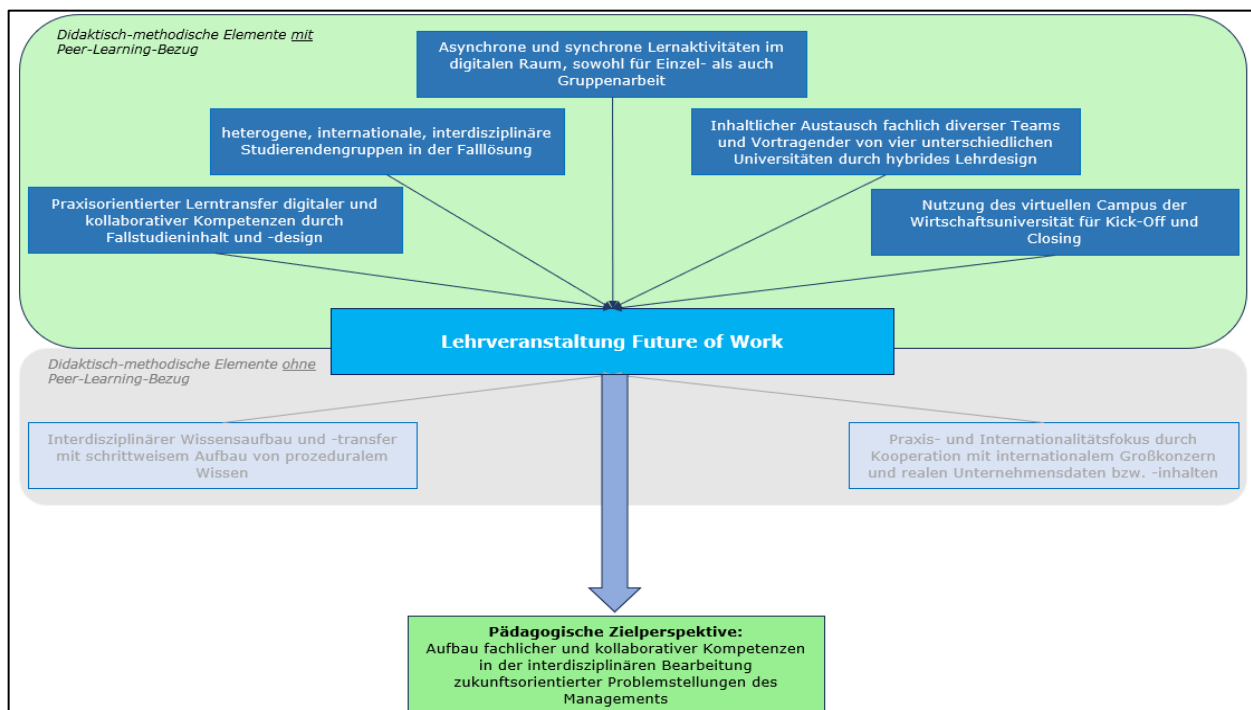 Didaktisch-methodische Elemente mit
Peer-Learning-Bezug
Asynchrone und synchrone Lernaktivitäten im
digitalen Raum, sowohl für Einzel- als auch
Gruppenarbeit
heterogene, internationale, interdisziplinäre
Studierendengruppen in der Falllösung
Inhaltlicher Austausch fachlich diverser Teams
und Vortragender von vier unterschiedlichen
Universitäten durch hybrides Lehrdesign
Praxisorientierter Lerntransfer digitaler und
kollaborativer Kompetenzen durch
Fallstudieninhalt und -design
Nutzung des virtuellen Campus der
Wirtschaftsuniversität für Kick-Off und
Closing
Lehrveranstaltung Future of Work
Didaktisch-methodische Elemente ohne
Peer-Learning-Bezug
Interdisziplinärer Wissensaufbau und -transfer
mit schrittweisem Aufbau von prozeduralem
Wissen
Praxis- und Internationalitätsfokus durch
Kooperation mit internationalem Großkonzern
und realen Unternehmensdaten bzw. -inhalten
Pädagogische Zielperspektive:
Aufbau fachlicher und kollaborativer Kompetenzen
in der interdisziplinären Bearbeitung
zukunftsorientierter Problemstellungen des
Managements